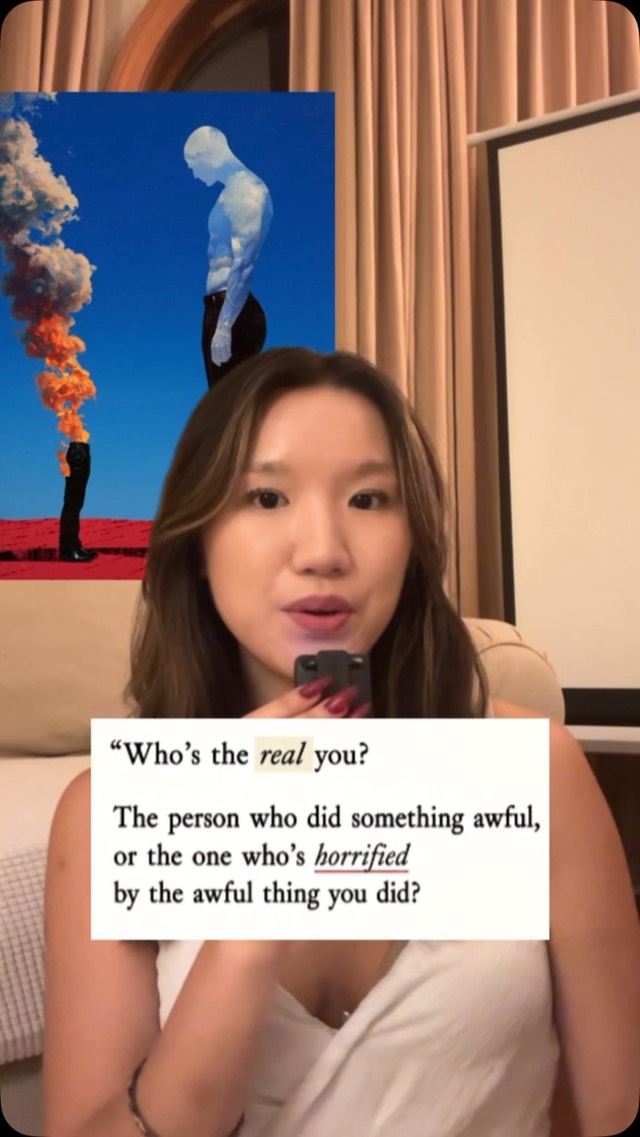 “Who’s the real you?
The person who did something awful,
or the one who’s horrified
by the awful thing you did?